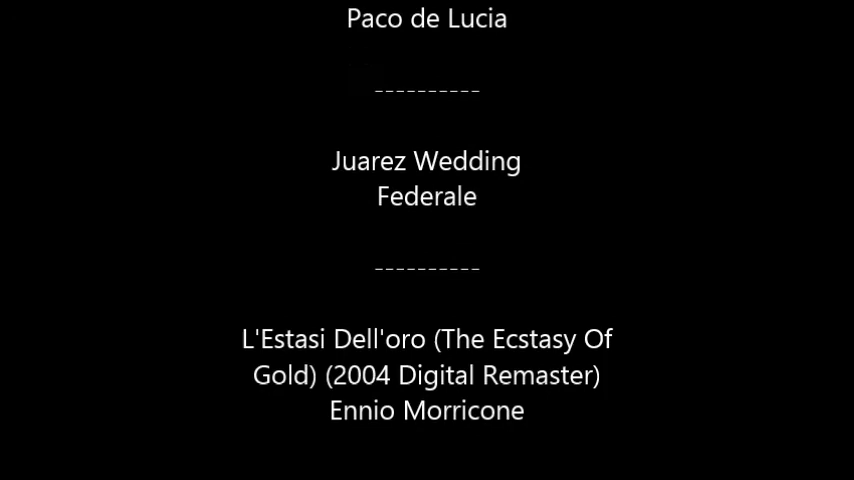 Paco de Lucia
----------
Juarez Wedding
Federale
----------
L'Estasi Dell'oro (The Ecstasy Of
Gold) (2004 Digital Remaster)
Ennio Morricone